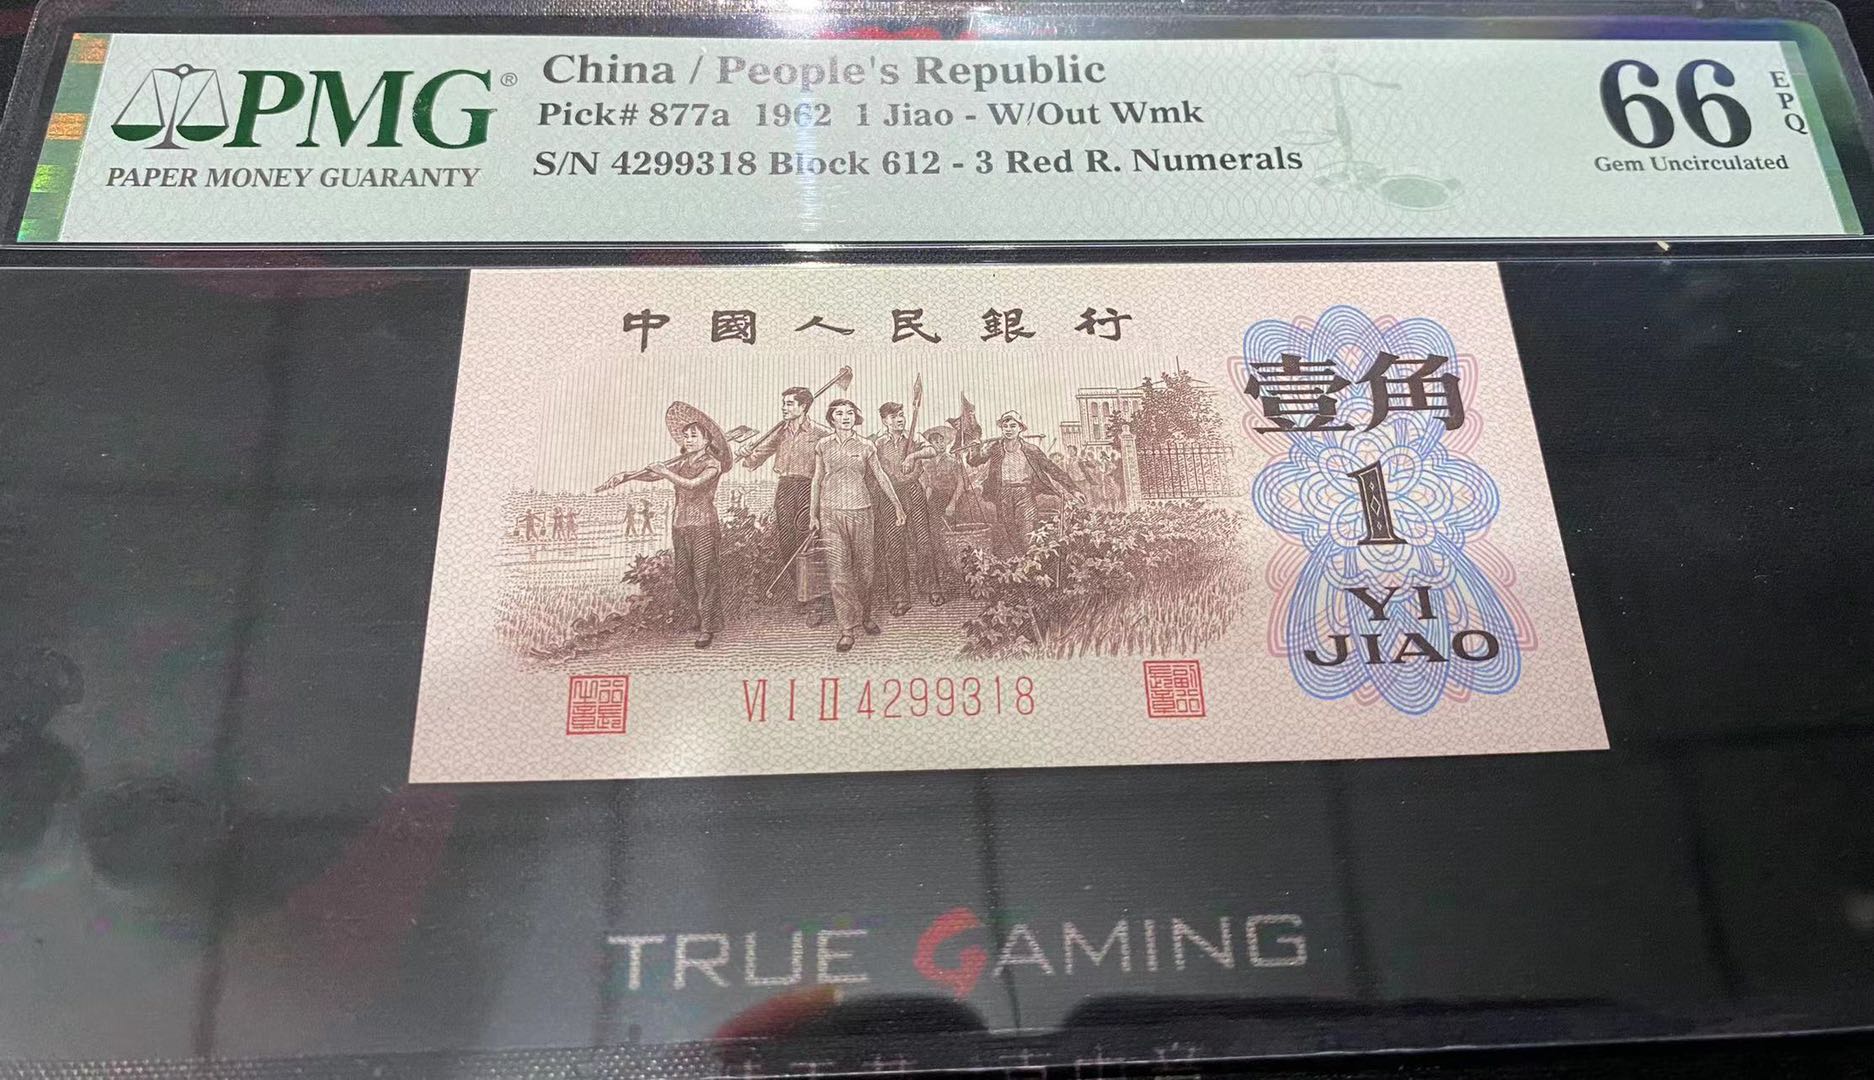 PMG®
PAPER MONEY GUARANTY
China / People's Republic
Pick# 877a 1962 1 Jiao - W/Out Wmk
S/N 4299318 Block 612 - 3 Red R. Numerals
66
EPQ
Gem Uncirculated
中國人民銀行
壹角
1
YI
JIAO
VI I II 4299318
TRUE GAMING